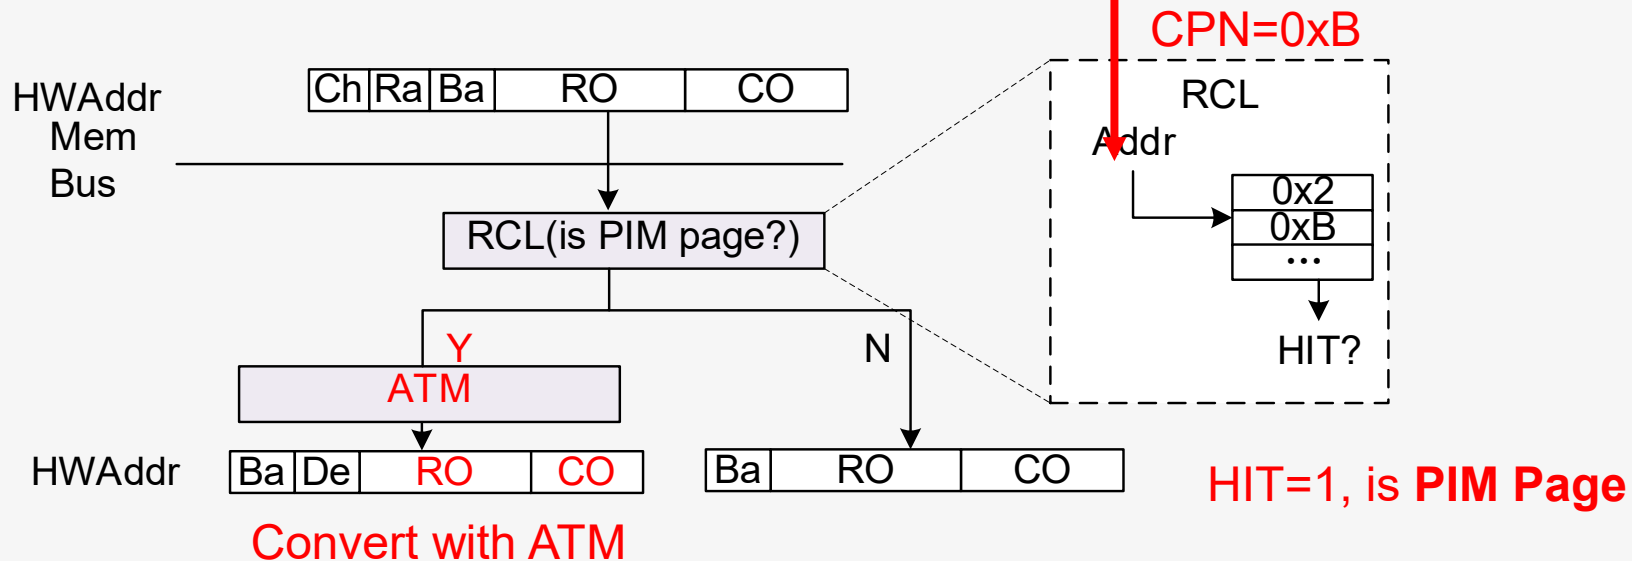 CPN=0xB
HWAddr
Ch Ra Ba RO CO
RCL
Mem
Bus
Addr
0x2
0xB
...
RCL(is PIM page?)
HIT?
Y
N
ATM
HWAddr
Ba De RO CO
Ba RO CO
HIT=1, is PIM Page
Convert with ATM